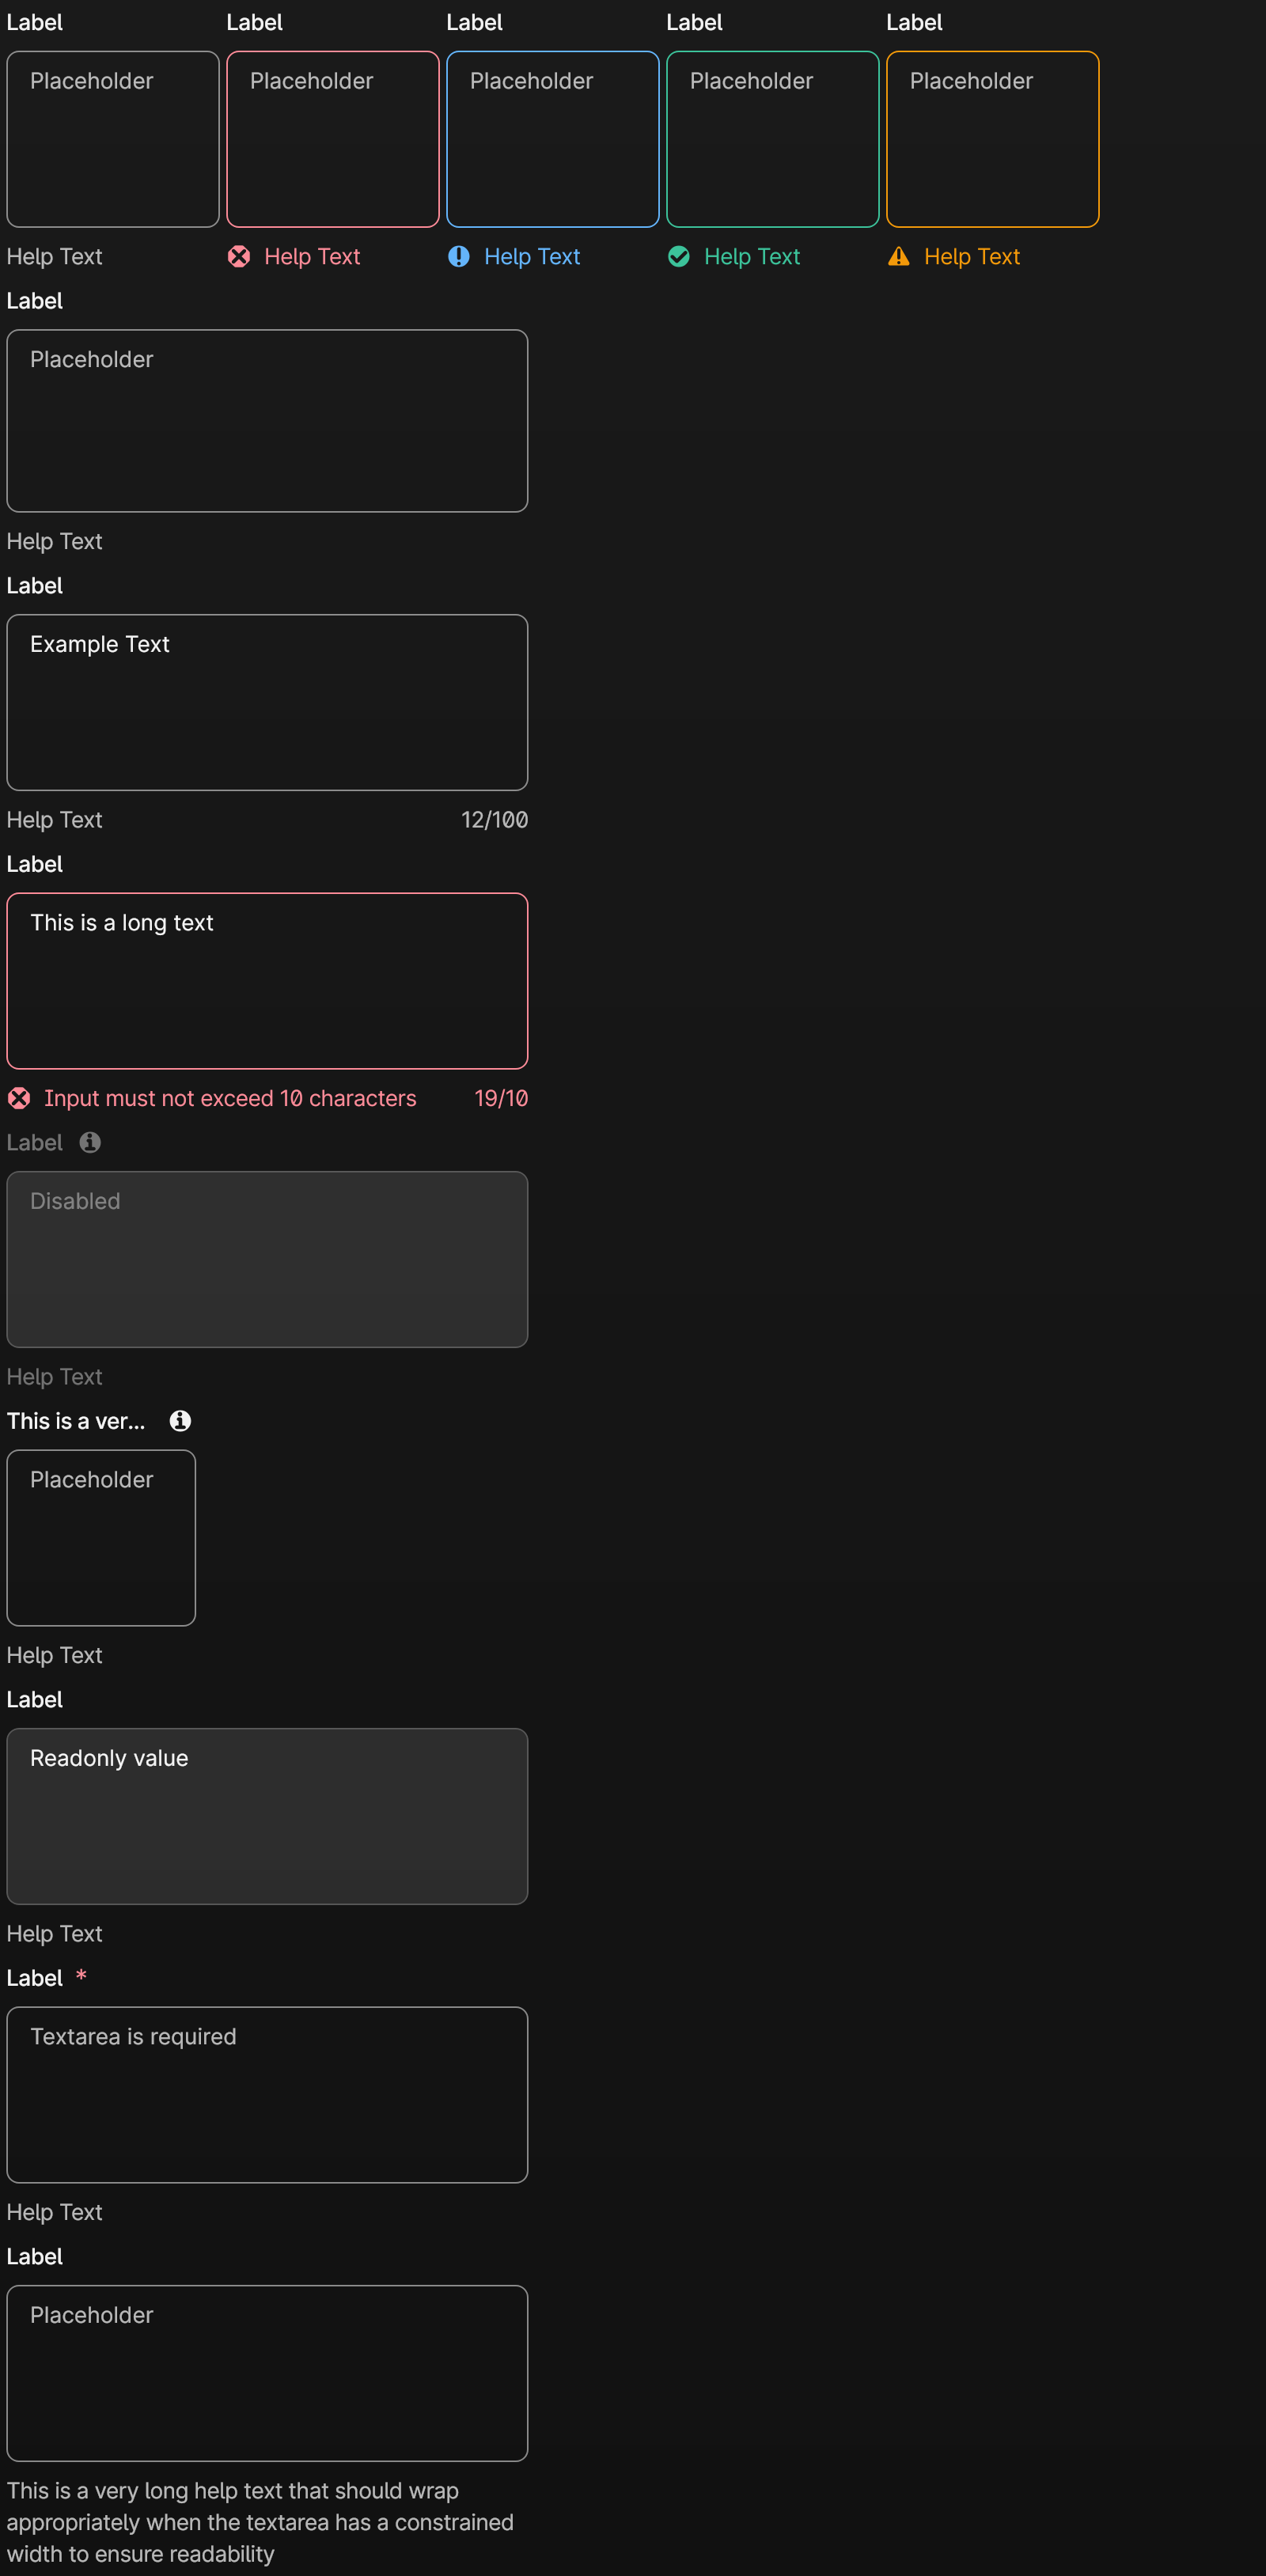 Label Label Label Label Label
Placeholder Placeholder Placeholder Placeholder Placeholder
Help Text Help Text Help Text Help Text Help Text
Label
Placeholder
Help Text
Label
Example Text
Help Text 12/100
Label
This is a long text
Input must not exceed 10 characters 19/10
Label
Disabled
Help Text
This is a ver...
Placeholder
Help Text
Label
Readonly value
Help Text
Label *
Textarea is required
Help Text
Label
Placeholder
This is a very long help text that should wrap
appropriately when the textarea has a constrained
width to ensure readability